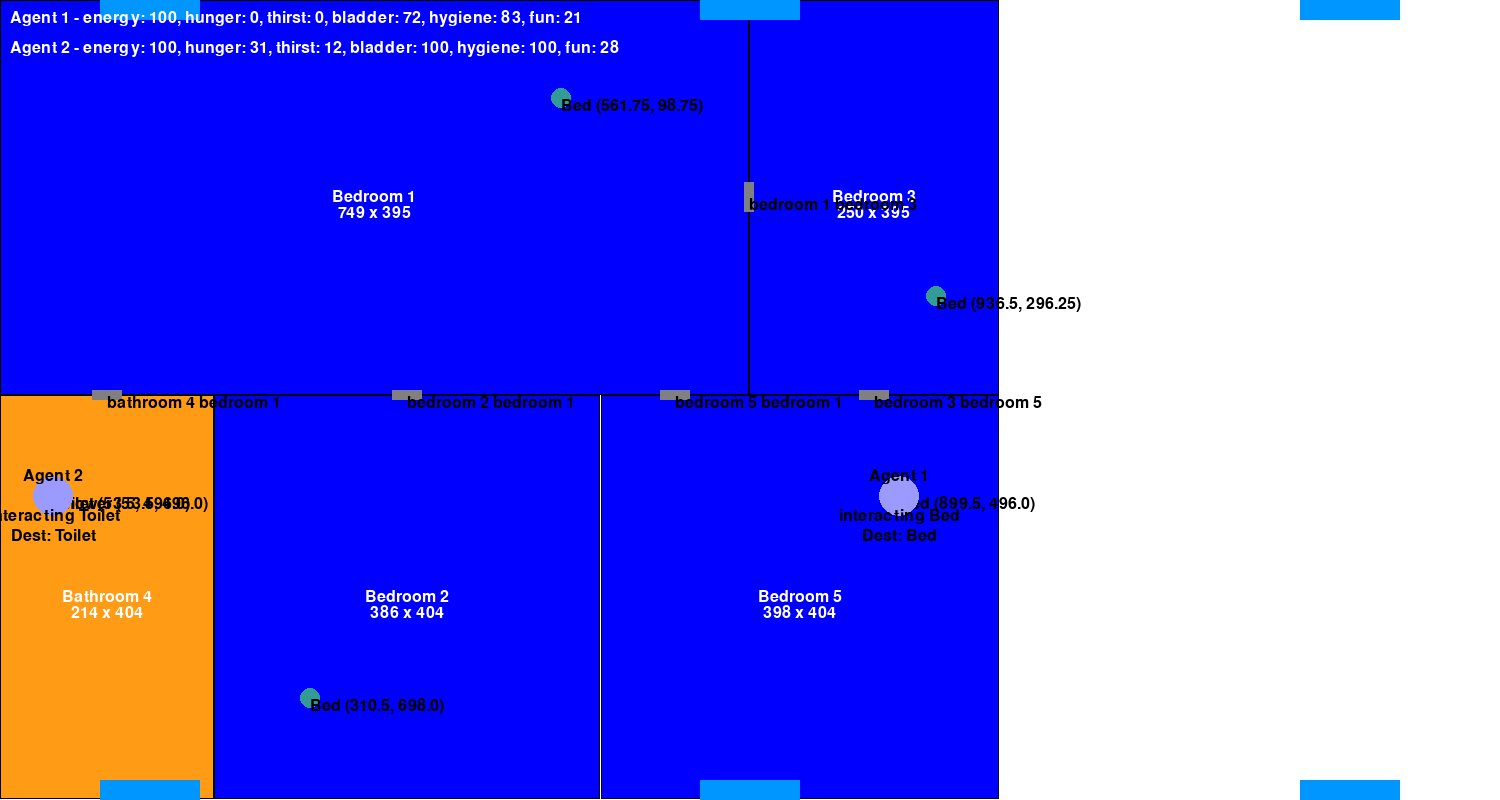 Agent 1 - energy: 100, hunger: 0, thirst: 0, bladder: 72, hygiene: 83, fun: 21
Agent 2 - energy: 100, hunger: 31, thirst: 12, bladder: 100, hygiene: 100, fun: 28
Bed (561.75, 98.75)
Bedroom 1
749 x 395
Bedroom 3
bedroom 1 bedroom 3
250 x 395
Bed (936.5, 296.25)
bathroom 4 bedroom 1
bedroom 2 bedroom 1
bedroom 5 bedroom 1
bedroom 3 bedroom 5
Agent 2
Agent 1
(899.5, 496.0)
interacting Bed
Toilet
Dest: Toilet
Dest: Bed
Bathroom 4
214 x 404
Bedroom 2
386 x 404
Bedroom 5
398 x 404
Bed (310.5, 698.0)